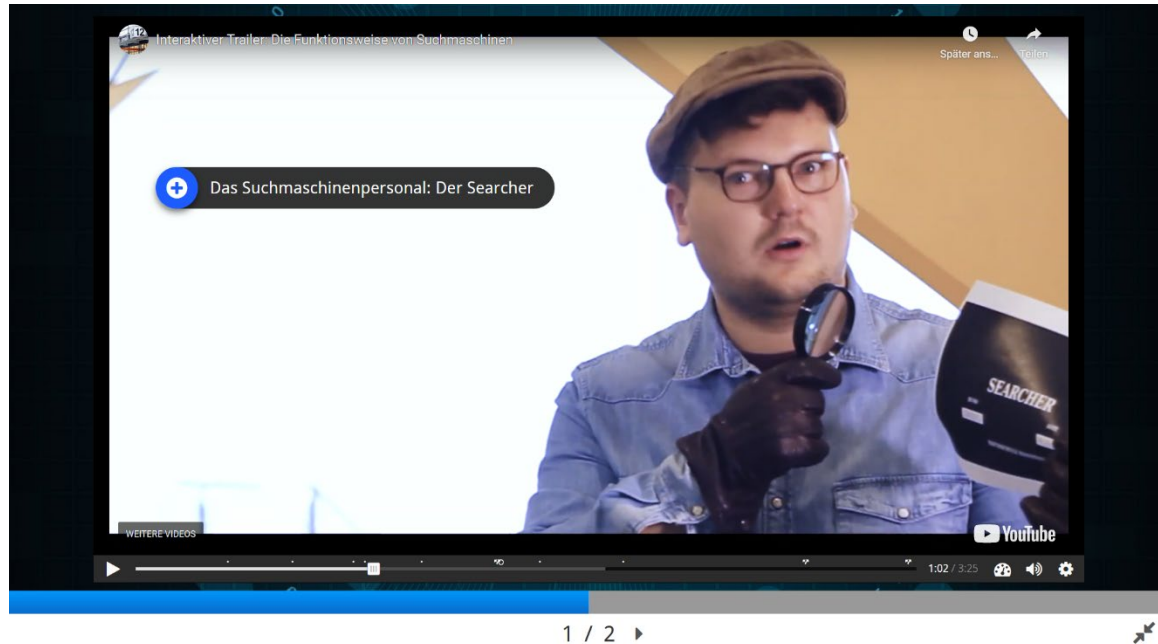 Interaktiver Trailer: Die Funktionsweise von Suchmaschinen
Später ans...
Teilen
Das Suchmaschinenpersonal: Der Searcher
SEARCHER
WEITERE VIDEOS
YouTube
1:02 / 3:25
1 / 2